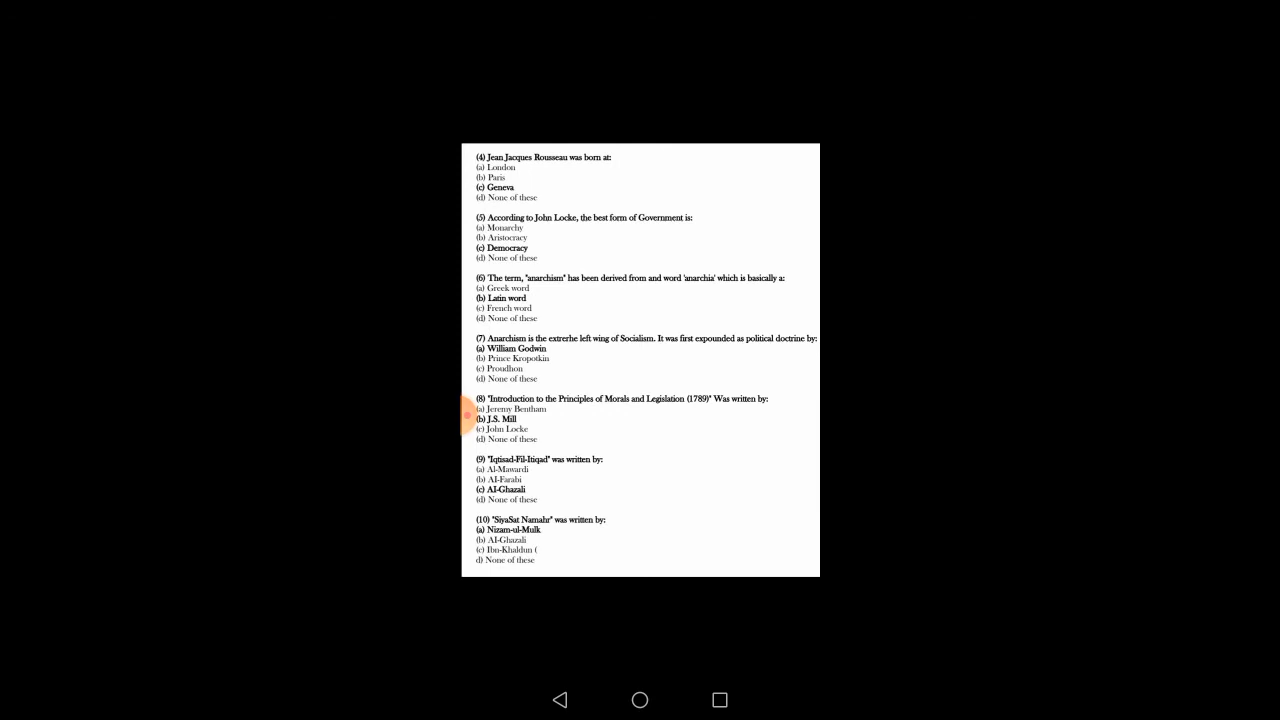 (4) Jean Jacques Rousseau was born at:
(a) London
(b) Paris
(c) Geneva
(d) None of these
(5) According to John Locke, the best form of Government is:
(a) Monarchy
(b) Aristocracy
(c) Democracy
(d) None of these
(6) The term, "anarchism" has been derived from and word 'anarchia' which is basically a:
(a) Greek word
(b) Latin word
(c) French word
(d) None of these
(7) Anarchism is the extrerhe left wing of Socialism. It was first expounded as political doctrine by:
(a) William Godwin
(b) Prince Kropotkin
(c) Proudhon
(d) None of these
(8) "Introduction to the Principles of Morals and Legislation (1789)" Was written by:
(a) Jeremy Bentham
(b) J.S. Mill
(c) John Locke
(d) None of these
(9) "Iqtisad-Fil-Itiqad" was written by:
(a) Al-Mawardi
(b) AI-Farabi
(c) AI-Ghazali
(d) None of these
(10) "SiyaSat Namahr" was written by:
(a) Nizam-ul-Mulk
(b) AI-Ghazali
(c) Ibn-Khaldun (
d) None of these